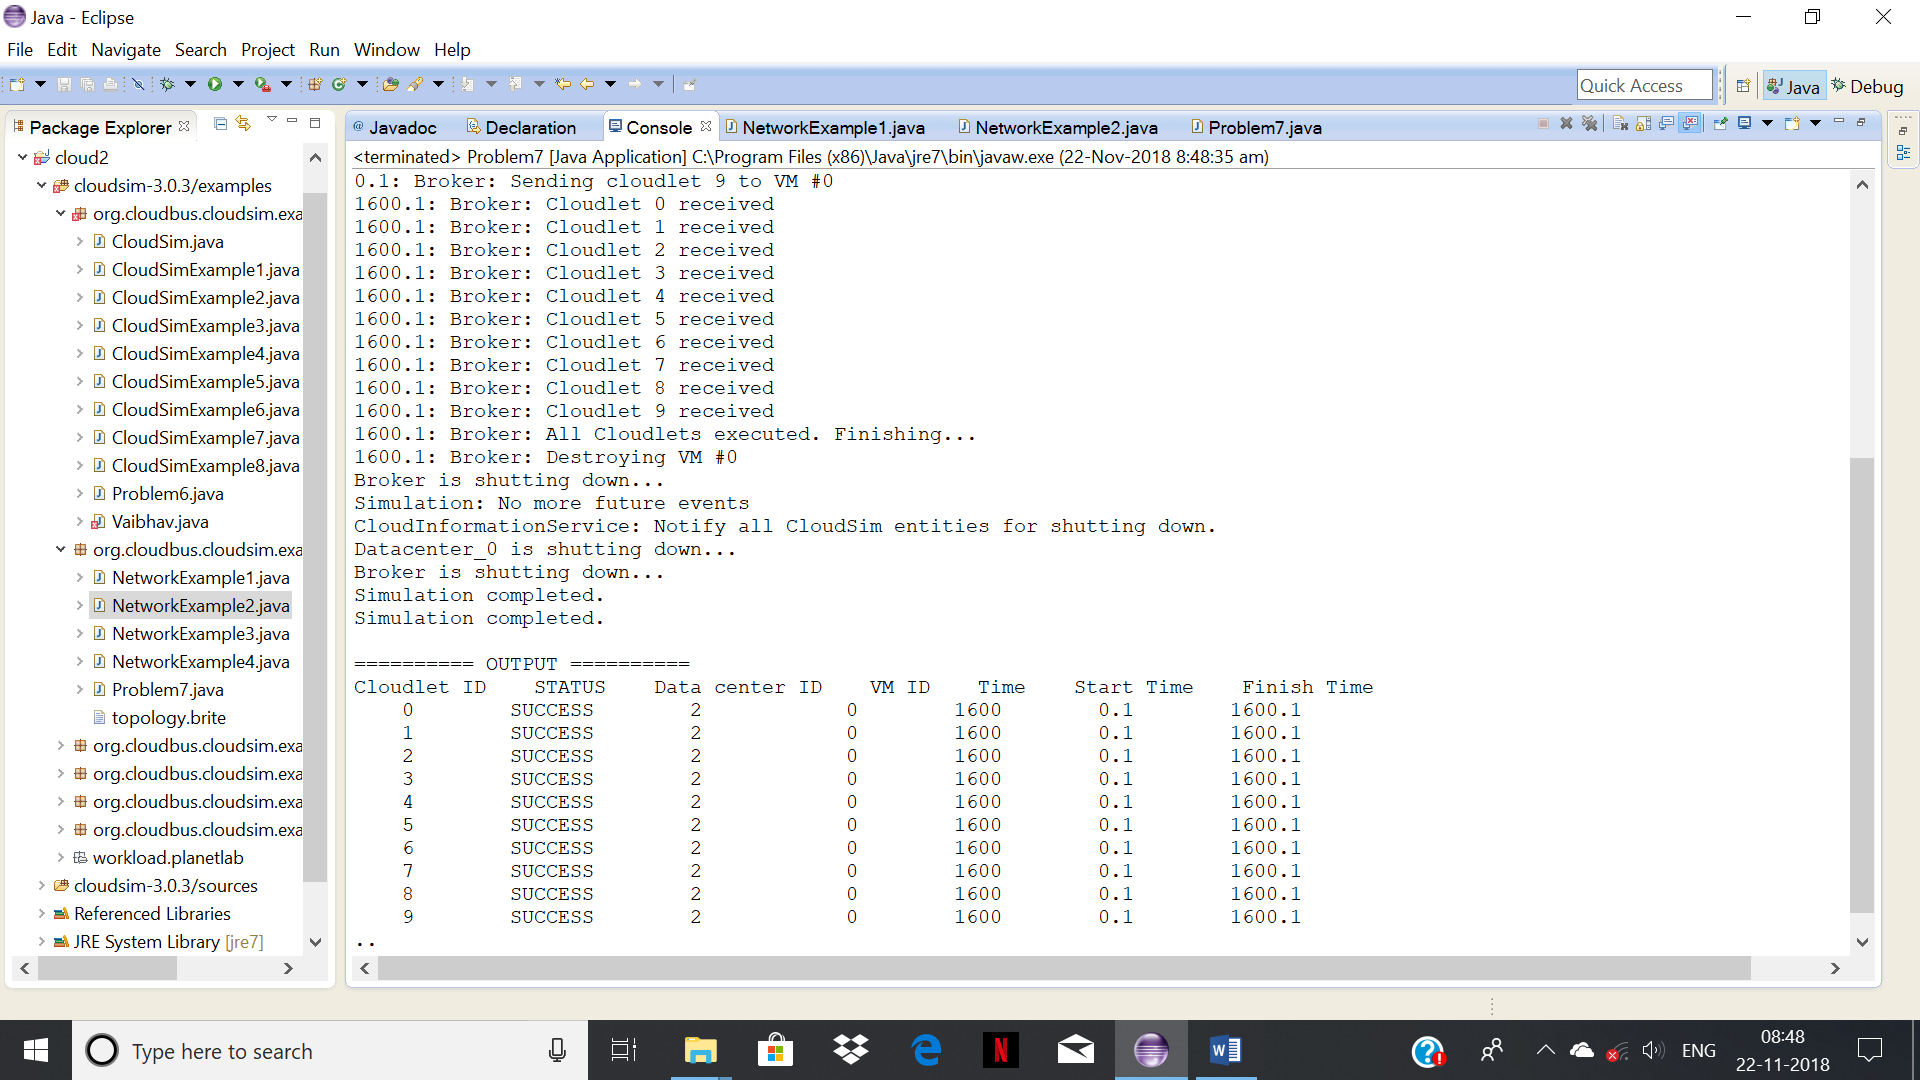 Java - Eclipse
File Edit Navigate Search Project Run Window Help
Quick Access
Java
Debug
Package Explorer
cloud2
cloudsim-3.0.3/examples
org.cloudbus.cloudsim.exa
CloudSim.java
CloudSimExample1.java
CloudSimExample2.java
CloudSimExample3.java
CloudSimExample4.java
CloudSimExample5.java
CloudSimExample6.java
CloudSimExample7.java
CloudSimExample8.java
Problem6.java
Vaibhav.java
org.cloudbus.cloudsim.exa
NetworkExample1.java
NetworkExample2.java
NetworkExample3.java
NetworkExample4.java
Problem7.java
topology.brite
org.cloudbus.cloudsim.exa
org.cloudbus.cloudsim.exa
org.cloudbus.cloudsim.exa
org.cloudbus.cloudsim.exa
workload.planetlab
cloudsim-3.0.3/sources
Referenced Libraries
JRE System Library [jre7]
@ Javadoc Declaration Console NetworkExample1.java NetworkExample2.java Problem7.java
<terminated> Problem7 [Java Application] C:\Program Files (x86)\Java\jre7\bin\javaw.exe (22-Nov-2018 8:48:35 am)
0.1: Broker: Sending cloudlet 9 to VM #0
1600.1: Broker: Cloudlet 0 received
1600.1: Broker: Cloudlet 1 received
1600.1: Broker: Cloudlet 2 received
1600.1: Broker: Cloudlet 3 received
1600.1: Broker: Cloudlet 4 received
1600.1: Broker: Cloudlet 5 received
1600.1: Broker: Cloudlet 6 received
1600.1: Broker: Cloudlet 7 received
1600.1: Broker: Cloudlet 8 received
1600.1: Broker: Cloudlet 9 received
1600.1: Broker: All Cloudlets executed. Finishing...
1600.1: Broker: Destroying VM #0
Broker is shutting down...
Simulation: No more future events
CloudInformationService: Notify all CloudSim entities for shutting down.
Datacenter_0 is shutting down...
Broker is shutting down...
Simulation completed.
Simulation completed.
========== OUTPUT ==========
Cloudlet ID STATUS Data center ID VM ID Time Start Time Finish Time
0 SUCCESS 2 0 1600 0.1 1600.1
1 SUCCESS 2 0 1600 0.1 1600.1
2 SUCCESS 2 0 1600 0.1 1600.1
3 SUCCESS 2 0 1600 0.1 1600.1
4 SUCCESS 2 0 1600 0.1 1600.1
5 SUCCESS 2 0 1600 0.1 1600.1
6 SUCCESS 2 0 1600 0.1 1600.1
7 SUCCESS 2 0 1600 0.1 1600.1
8 SUCCESS 2 0 1600 0.1 1600.1
9 SUCCESS 2 0 1600 0.1 1600.1
..
Type here to search
ENG
08:48
22-11-2018